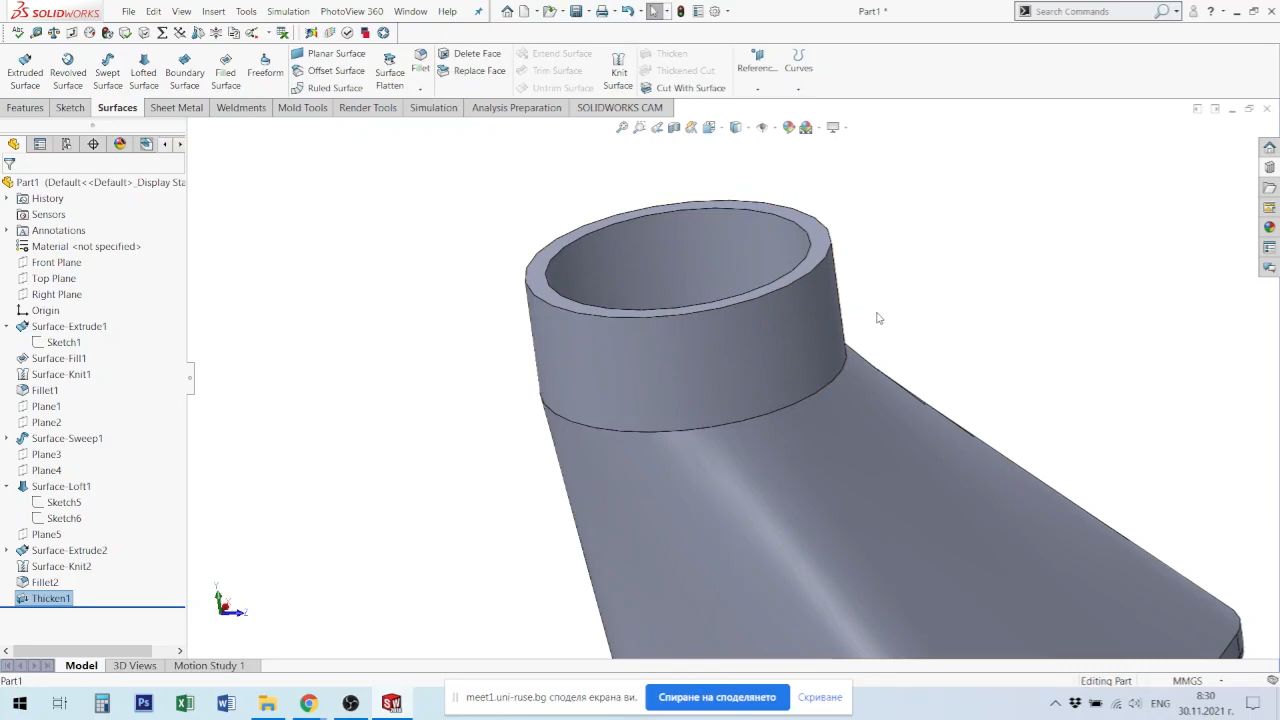 SOLIDWORKS File Edit View Insert Tools Simulation PhotoView 360 Window Help Part1 * Search Commands
Extruded Surface
Revolved Surface
Swept Surface
Lofted Surface
Boundary Surface
Filled Surface
Freeform
Planar Surface
Offset Surface
Ruled Surface
Surface Flatten
Fillet
Delete Face
Replace Face
Extend Surface
Trim Surface
Untrim Surface
Knit Surface
Thicken
Thickened Cut
Cut With Surface
Referenc...
Curves
Features Sketch Surfaces Sheet Metal Weldments Mold Tools Render Tools Simulation Analysis Preparation SOLIDWORKS CAM
Part1 (Default<<Default>_Display Sta
History
Sensors
Annotations
Material <not specified>
Front Plane
Top Plane
Right Plane
Origin
Surface-Extrude1
Sketch1
Surface-Fill1
Surface-Knit1
Fillet1
Plane1
Plane2
Surface-Sweep1
Plane3
Plane4
Surface-Loft1
Sketch5
Sketch6
Plane5
Surface-Extrude2
Surface-Knit2
Fillet2
Thicken1
Y
Z
Model 3D Views Motion Study 1
Part1 Editing Part MMGS
meet1.uni-ruse.bg споделя екрана ви. Спиране на споделянето Скриване
ENG 8:30
30.11.2021 г.